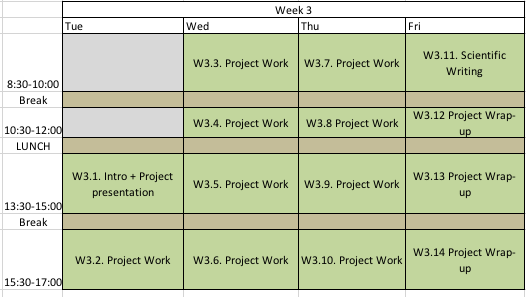 Week 3
Tue Wed Thu Fri
8:30-10:00 W3.3. Project Work W3.7. Project Work W3.11. Scientific
Writing
Break
10:30-12:00 W3.4. Project Work W3.8 Project Work W3.12 Project Wrap-
up
LUNCH
13:30-15:00 W3.1. Intro + Project
presentation W3.5. Project Work W3.9. Project Work W3.13 Project Wrap-
up
Break
15:30-17:00 W3.2. Project Work W3.6. Project Work W3.10. Project Work W3.14 Project Wrap-
up